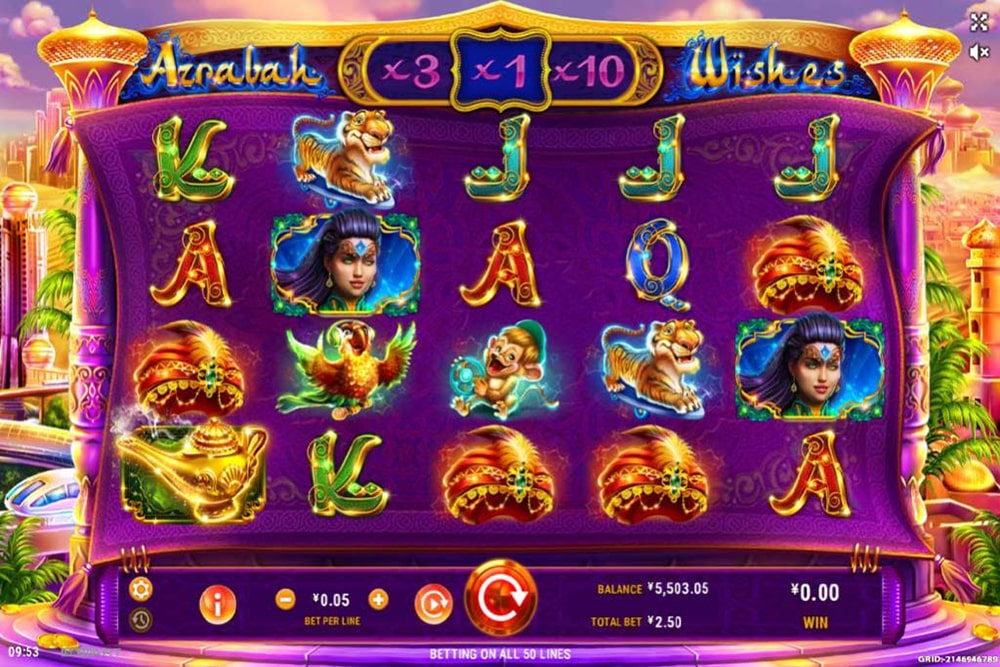 Azrabah x3 x1 x10 Wishes
K J J J
A A Q
K A
¥0.05
BET PER LINE
BALANCE ¥5,503.05
TOTAL BET ¥2.50
¥0.00
WIN
09:53
BETTING ON ALL 50 LINES
GRID:-2146946789